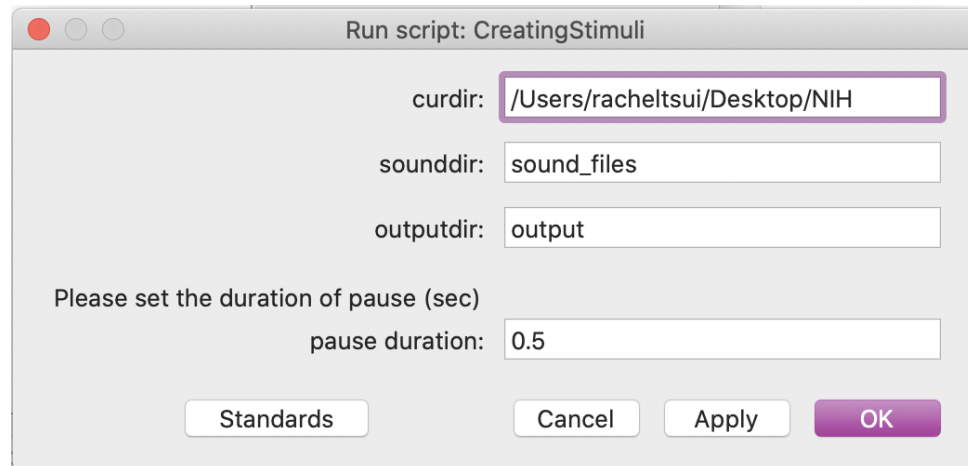 Run script: CreatingStimuli
curdir: /Users/racheltsui/Desktop/NIH
sounddir: sound_files
outputdir: output
Please set the duration of pause (sec)
pause duration: 0.5
Standards Cancel Apply OK